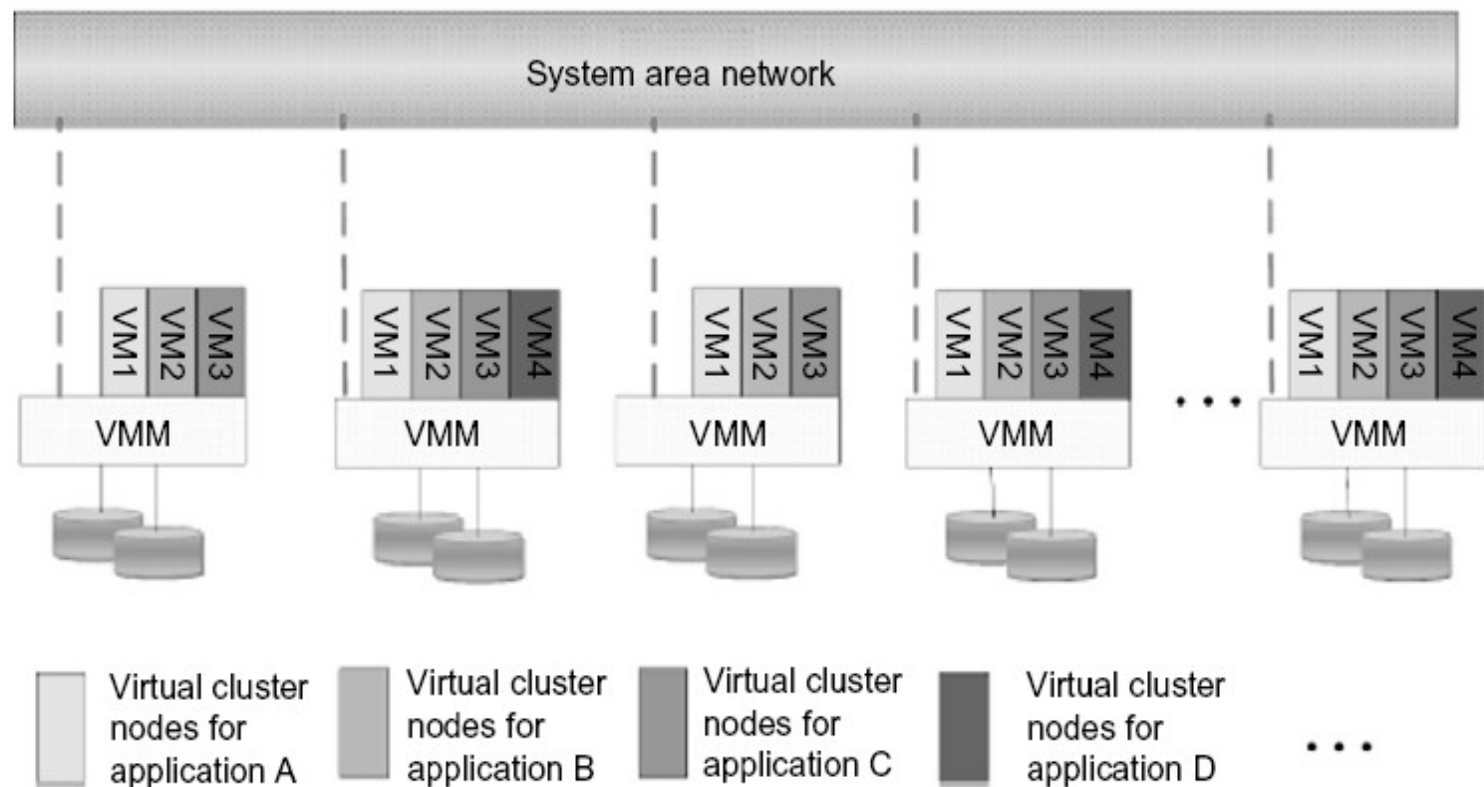 System area network
VM1 VM2 VM3
VM1 VM2 VM3 VM4
VM1 VM2 VM3
VM1 VM2 VM3 VM4
VM1 VM2 VM3 VM4
VMM
VMM
VMM
VMM
• • •
VMM
Virtual cluster
nodes for
application A
Virtual cluster
nodes for
application B
Virtual cluster
nodes for
application C
Virtual cluster
nodes for
application D
• • •